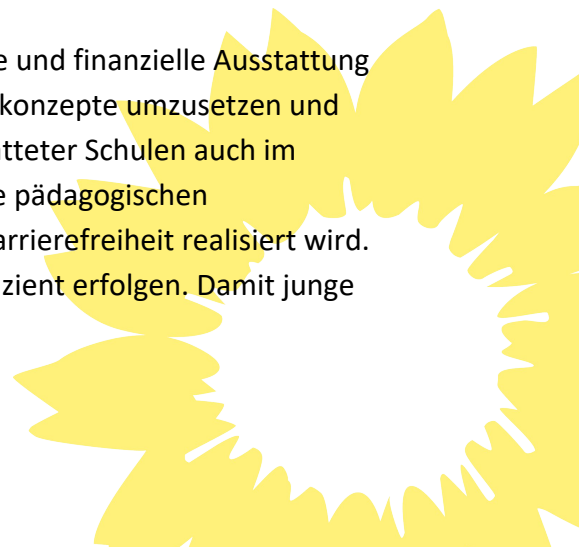 e und finanzielle Ausstattung
konzepte umzusetzen und
tteter Schulen auch im
e pädagogischen
arrierefreiheit realisiert wird.
zient erfolgen. Damit junge